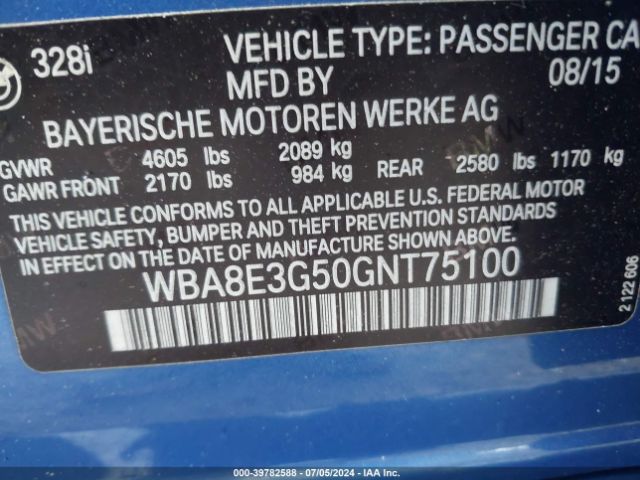 328i VEHICLE TYPE: PASSENGER CA
MFD BY 08/15
BAYERISCHE MOTOREN WERKE AG
GVWR 4605 lbs 2089 kg
GAWR FRONT 2170 lbs 984 kg REAR 2580 lbs 1170 kg
THIS VEHICLE CONFORMS TO ALL APPLICABLE U.S. FEDERAL MOTOR
VEHICLE SAFETY, BUMPER AND THEFT PREVENTION STANDARDS
IN EFFECT ON THE DATE OF MANUFACTURE SHOWN ABOVE.
WBA8E3G50GNT75100
2 122 606
000-39782588 - 07/05/2024 - IAA Inc.